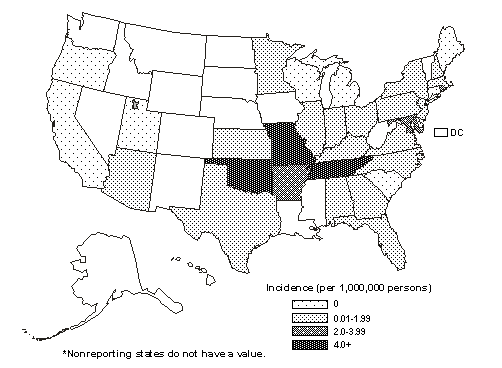 DC
Incidence (per 1,000,000 persons)
0
0.01-1.99
2.0-3.99
4.0+
*Nonreporting states do not have a value.